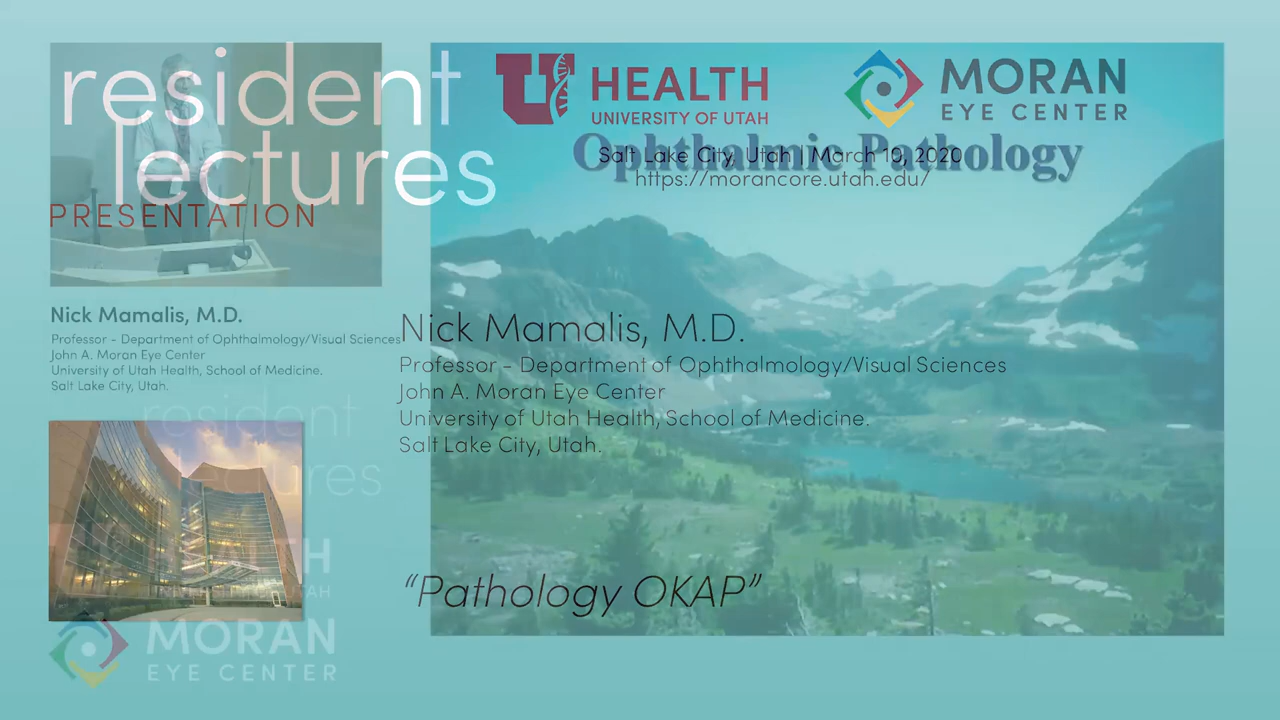 resident
lectures
PRESENTATION
HEALTH
UNIVERSITY OF UTAH
MORAN
EYE CENTER
Ophthalmic Pathology
Salt Lake City, Utah | March 10, 2020
https://morancore.utah.edu/
Nick Mamalis, M.D.
Professor - Department of Ophthalmology/Visual Sciences
John A. Moran Eye Center
University of Utah Health, School of Medicine.
Salt Lake City, Utah.
Nick Mamalis, M.D.
Professor - Department of Ophthalmology/Visual Sciences
John A. Moran Eye Center
University of Utah Health, School of Medicine.
Salt Lake City, Utah.
resident
lectures
"Pathology OKAP"
MORAN
EYE CENTER